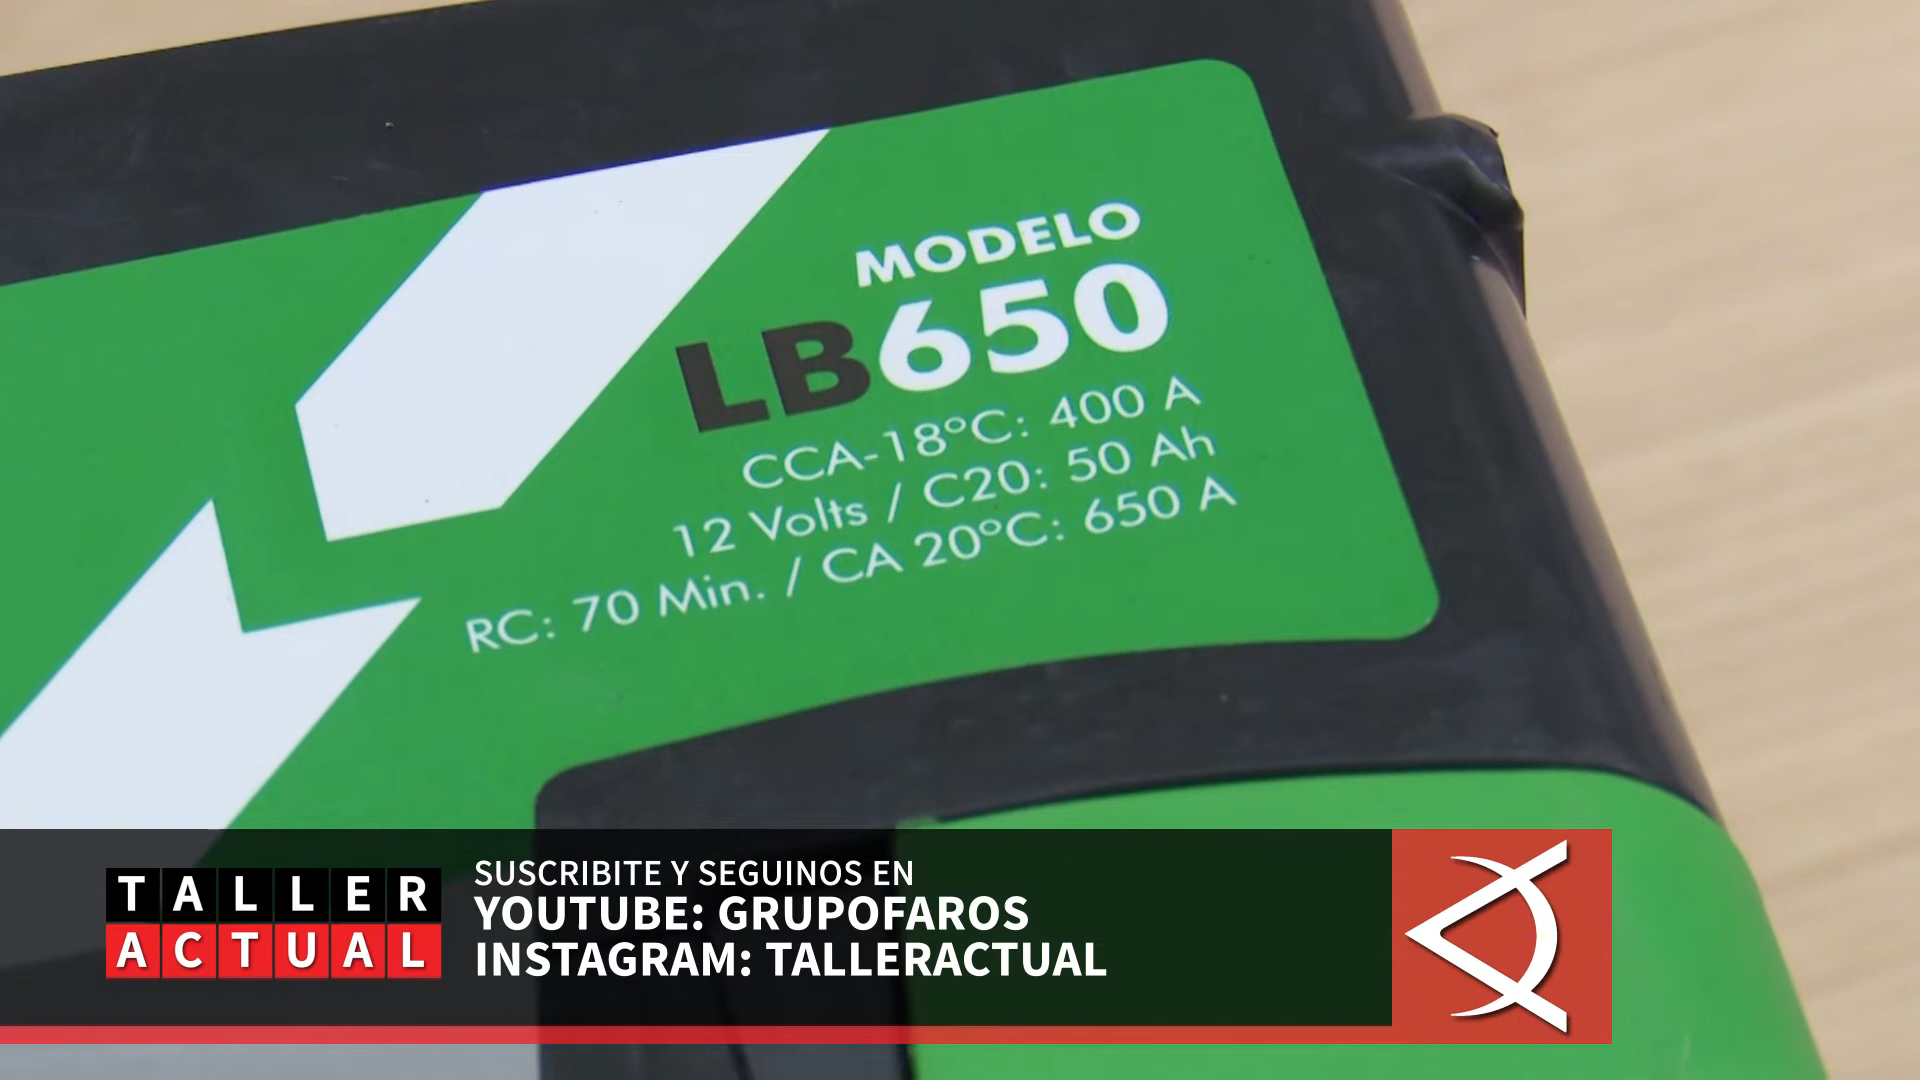 MODELO
LB650
CCA-18°C: 400 A
12 Volts / C20: 50 Ah
RC: 70 Min. / CA 20°C: 650 A
TALLER
ACTUAL
SUSCRIBITE Y SEGUINOS EN
YOUTUBE: GRUPOFAROS
INSTAGRAM: TALLERACTUAL